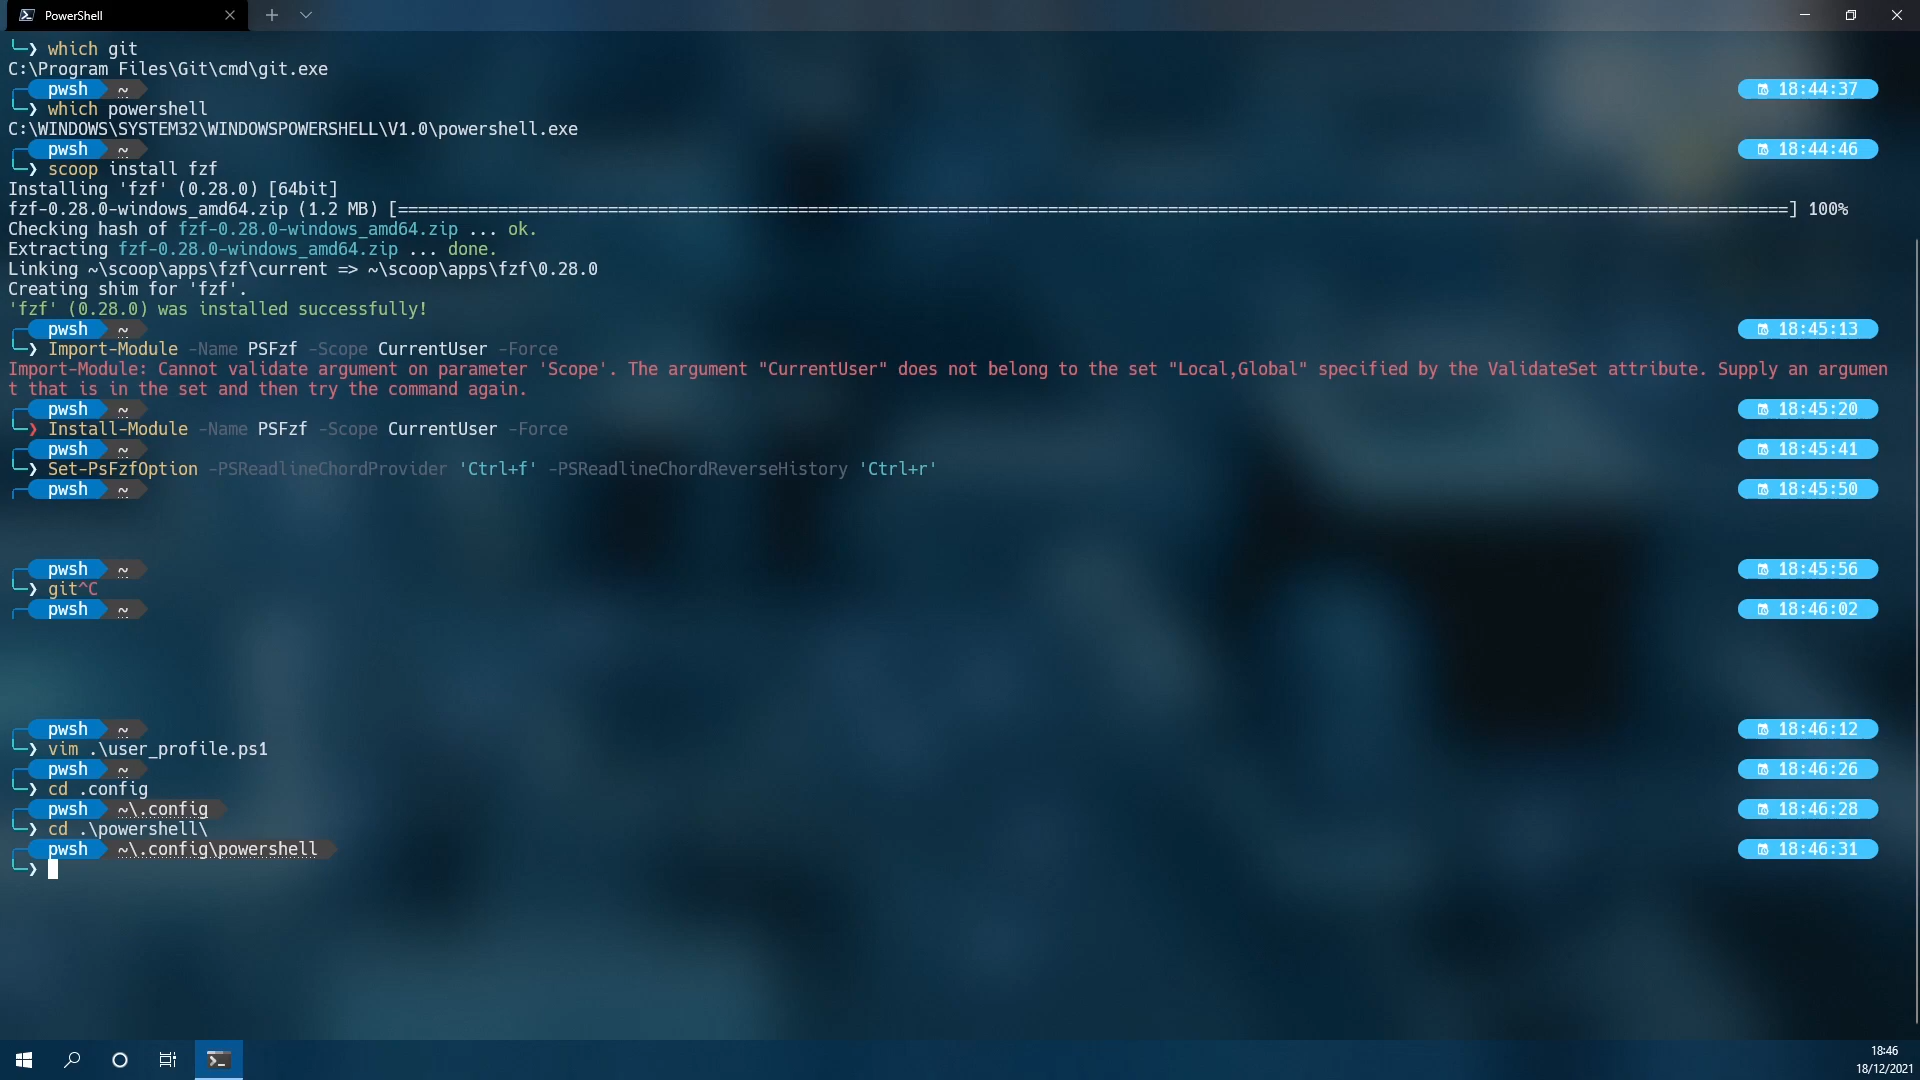 PowerShell
❯ which git
C:\Program Files\Git\cmd\git.exe
pwsh ~ 18:44:37
❯ which powershell
C:\WINDOWS\SYSTEM32\WINDOWSPOWERSHELL\V1.0\powershell.exe
pwsh ~ 18:44:46
❯ scoop install fzf
Installing 'fzf' (0.28.0) [64bit]
fzf-0.28.0-windows_amd64.zip (1.2 MB) [===========================================================================================================================================] 100%
Checking hash of fzf-0.28.0-windows_amd64.zip ... ok.
Extracting fzf-0.28.0-windows_amd64.zip ... done.
Linking ~\scoop\apps\fzf\current => ~\scoop\apps\fzf\0.28.0
Creating shim for 'fzf'.
'fzf' (0.28.0) was installed successfully!
pwsh ~ 18:45:13
❯ Import-Module -Name PSFzf -Scope CurrentUser -Force
Import-Module: Cannot validate argument on parameter 'Scope'. The argument "CurrentUser" does not belong to the set "Local,Global" specified by the ValidateSet attribute. Supply an argumen
t that is in the set and then try the command again.
pwsh ~ 18:45:20
❯ Install-Module -Name PSFzf -Scope CurrentUser -Force
pwsh ~ 18:45:41
❯ Set-PsFzfOption -PSReadlineChordProvider 'Ctrl+f' -PSReadlineChordReverseHistory 'Ctrl+r'
pwsh ~ 18:45:50
pwsh ~ 18:45:56
❯ git^C
pwsh ~ 18:46:02
pwsh ~ 18:46:12
❯ vim .\user_profile.ps1
pwsh ~ 18:46:26
❯ cd .config
pwsh ~\.config 18:46:28
❯ cd .\powershell\
pwsh ~\.config\powershell 18:46:31
❯
18:46
18/12/2021